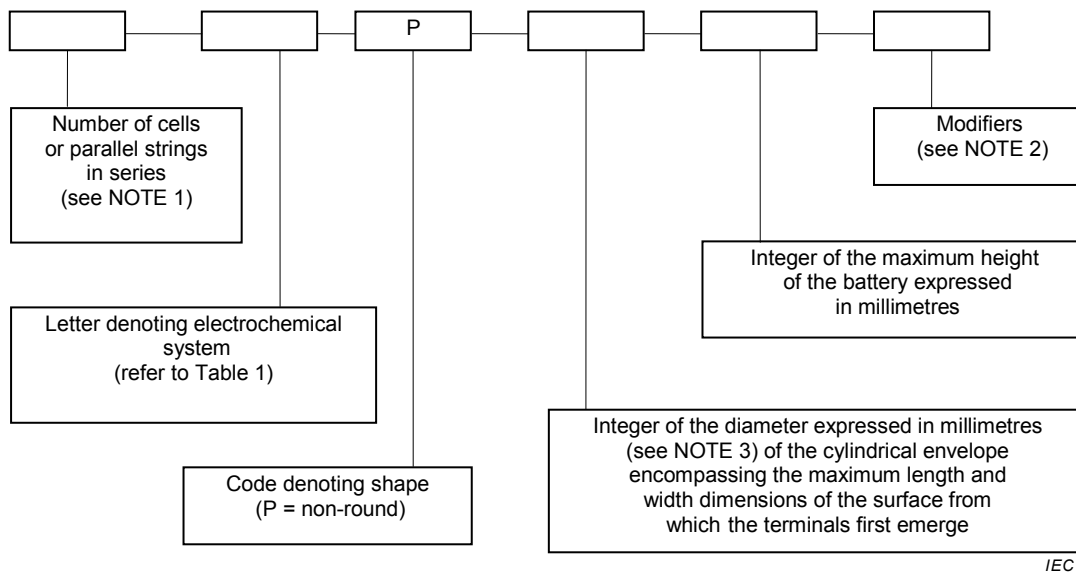 P
Number of cells
or parallel strings
in series
(see NOTE 1)
Modifiers
(see NOTE 2)
Integer of the maximum height
of the battery expressed
in millimetres
Letter denoting electrochemical
system
(refer to Table 1)
Integer of the diameter expressed in millimetres
(see NOTE 3) of the cylindrical envelope
encompassing the maximum length and
width dimensions of the surface from
which the terminals first emerge
Code denoting shape
(P = non-round)
IEC